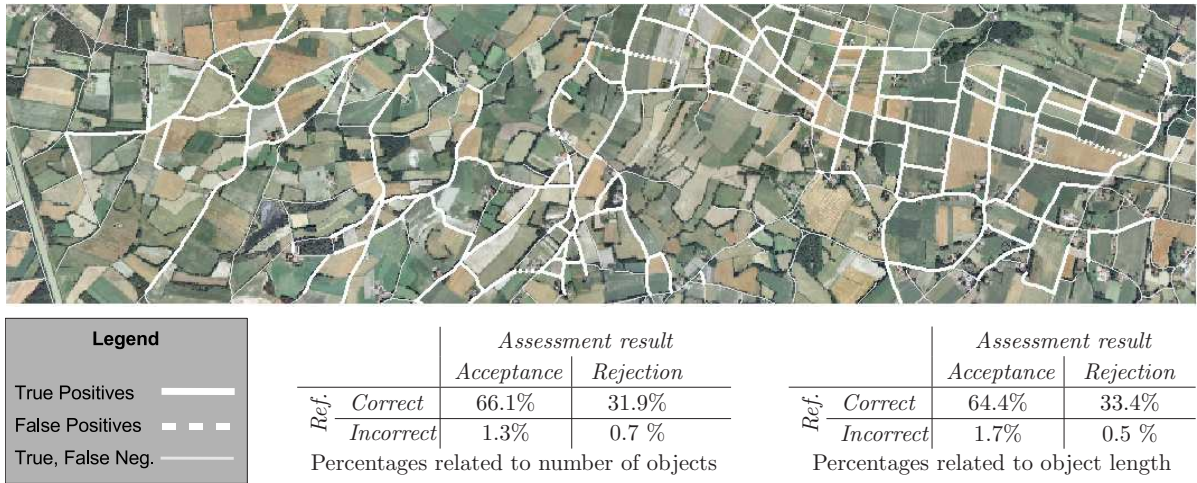 Legend
True Positives
False Positives
True, False Neg.
Assessment result
Acceptance Rejection
Ref. Correct 66.1% 31.9%
Incorrect 1.3% 0.7 %
Percentages related to number of objects
Assessment result
Acceptance Rejection
Ref. Correct 64.4% 33.4%
Incorrect 1.7% 0.5 %
Percentages related to object length